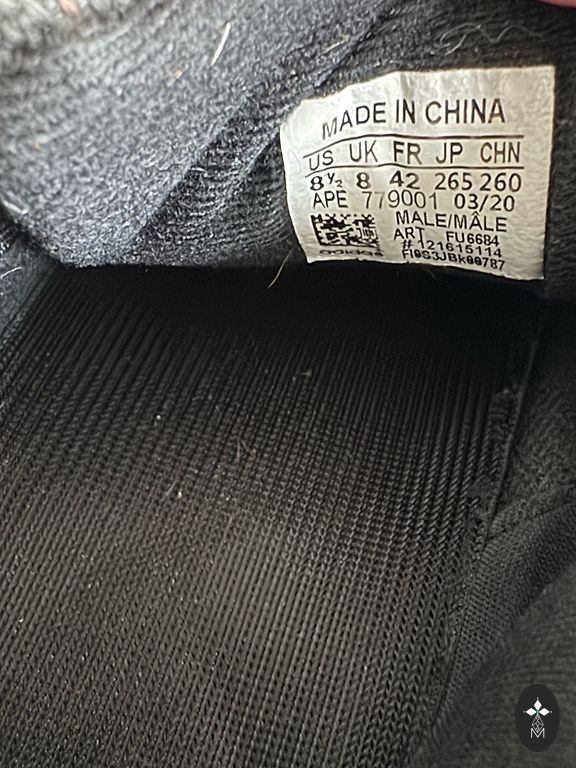 MADE IN CHINA
US UK FR JP CHN
8½ 8 42 265 260
APE 779001 03/20
MALE/MÂLE
ART FU6684
#121615114
adidas
M